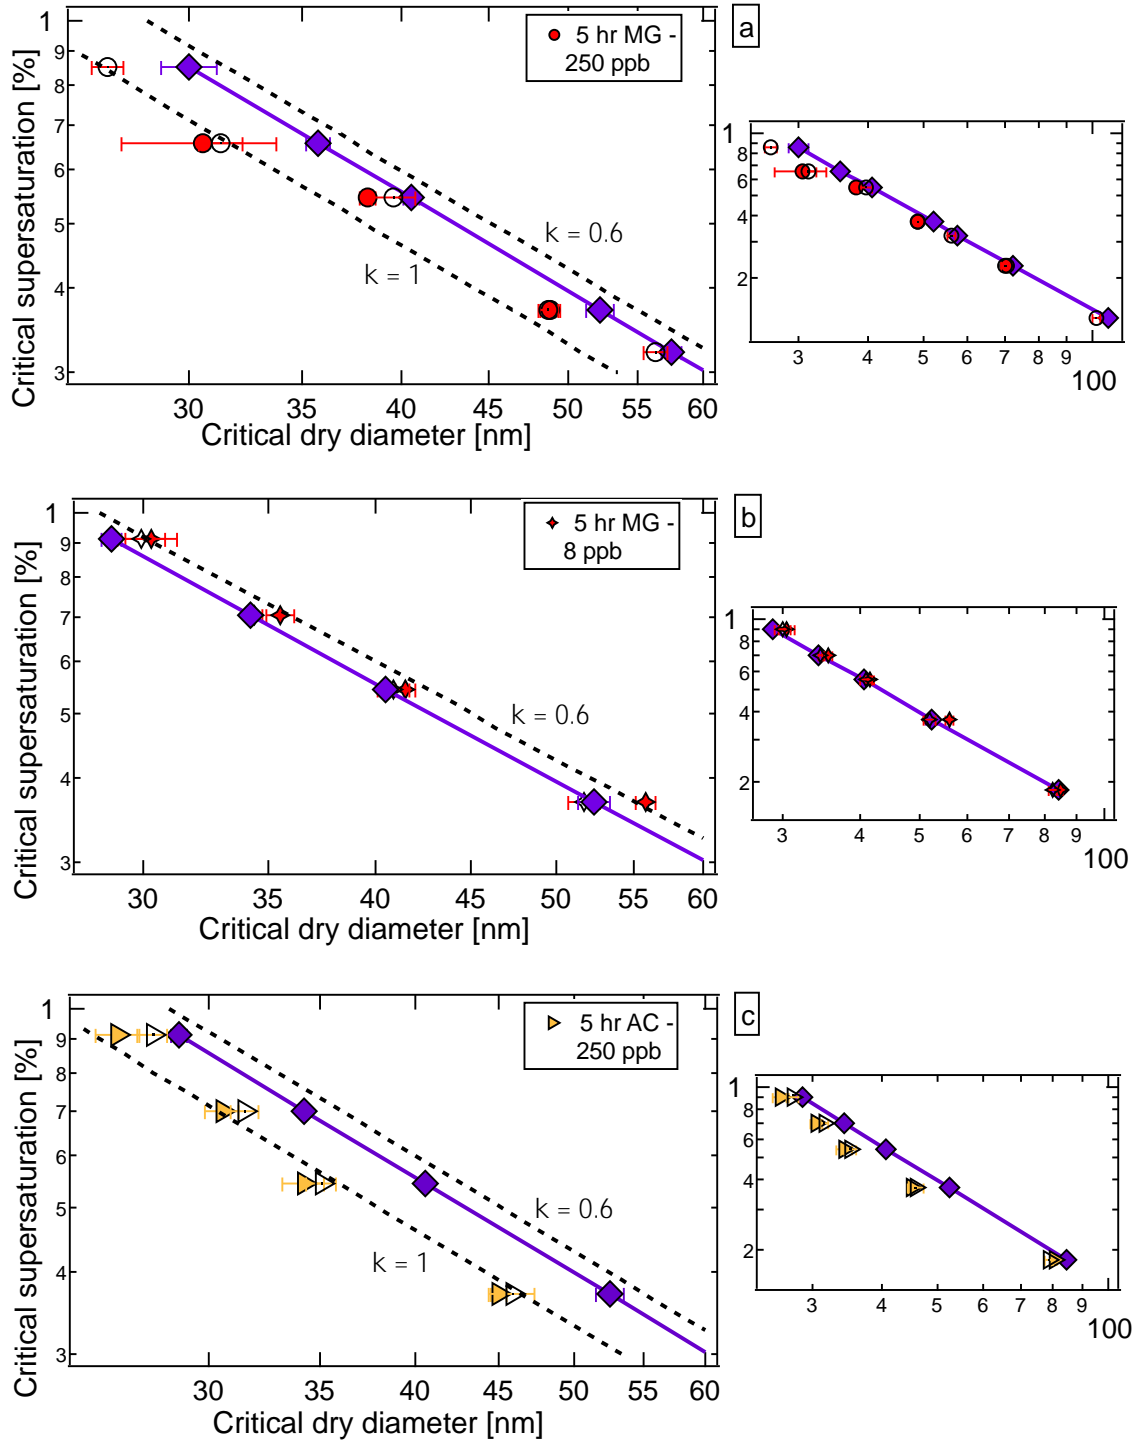 a
5 hr MG -
250 ppb
Critical supersaturation [%]
1
9
8
7
6
5
4
3
k = 0.6
k = 1
30 35 40 45 50 55 60
Critical dry diameter [nm]
1
8
6
4
2
3 4 5 6 7 8 9
100
b
5 hr MG -
8 ppb
Critical supersaturation [%]
1
9
8
7
6
5
4
3
k = 0.6
30 35 40 45 50 55 60
Critical dry diameter [nm]
1
8
6
4
2
3 4 5 6 7 8 9
100
c
5 hr AC -
250 ppb
Critical supersaturation [%]
1
9
8
7
6
5
4
3
k = 0.6
k = 1
30 35 40 45 50 55 60
Critical dry diameter [nm]
1
8
6
4
2
3 4 5 6 7 8 9
100